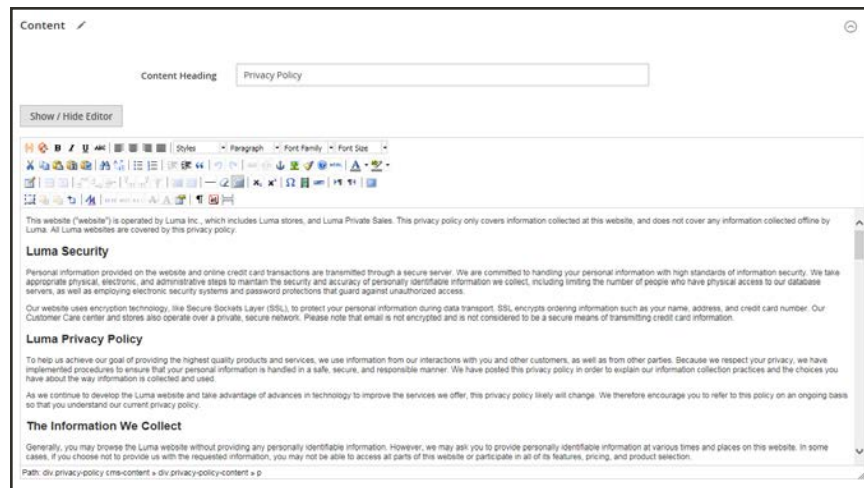 Content
Content Heading
Privacy Policy
Show / Hide Editor
B I U ABC Styles Paragraph Font Family Font Size
This website ("website") is operated by Luma Inc., which includes Luma stores, and Luma Private Sales. This privacy policy only covers information collected at this website, and does not cover any information collected offline by
Luma. All Luma websites are covered by this privacy policy.
Luma Security
Personal information provided on the website and online credit card transactions are transmitted through a secure server. We are committed to handling your personal information with high standards of information security. We take
appropriate physical, electronic, and administrative steps to maintain the security and accuracy of personally identifiable information we collect, including limiting the number of people who have physical access to our database
servers, as well as employing electronic security systems and password protections that guard against unauthorized access.
Our website uses encryption technology, like Secure Sockets Layer (SSL), to protect your personal information during data transport. SSL encrypts ordering information such as your name, address, and credit card number. Our
Customer Care center and stores also operate over a private, secure network. Please note that email is not encrypted and is not considered to be a secure means of transmitting credit card information.
Luma Privacy Policy
To help us achieve our goal of providing the highest quality products and services, we use information from our interactions with you and other customers, as well as from other parties. Because we respect your privacy, we have
implemented procedures to ensure that your personal information is handled in a safe, secure, and responsible manner. We have posted this privacy policy in order to explain our information collection practices and the choices you
have about the way information is collected and used.
As we continue to develop the Luma website and take advantage of advances in technology to improve the services we offer, this privacy policy likely will change. We therefore encourage you to refer to this policy on an ongoing basis
so that you understand our current privacy policy.
The Information We Collect
Generally, you may browse the Luma website without providing any personally identifiable information. However, we may ask you to provide personally identifiable information at various times and places on this website. In some
cases, if you choose not to provide us with the requested information, you may not be able to access all parts of this website or participate in all of its features, pricing, and product selection.
Path: div.privacy-policy cms-content » div.privacy-policy-content » p